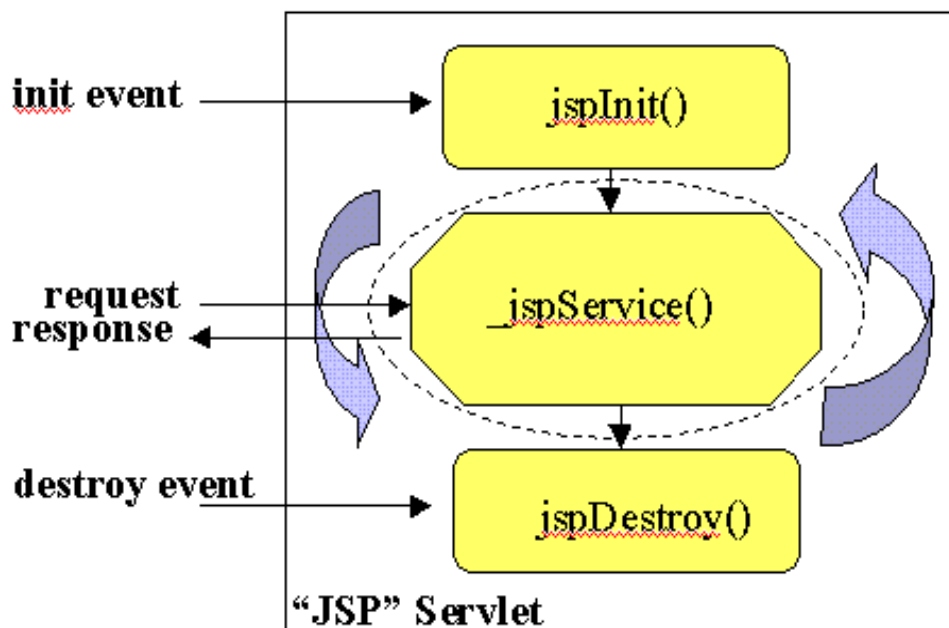 init event
jspInit()
request
_jspService()
response
destroy event
jspDestroy()
“JSP” Servlet